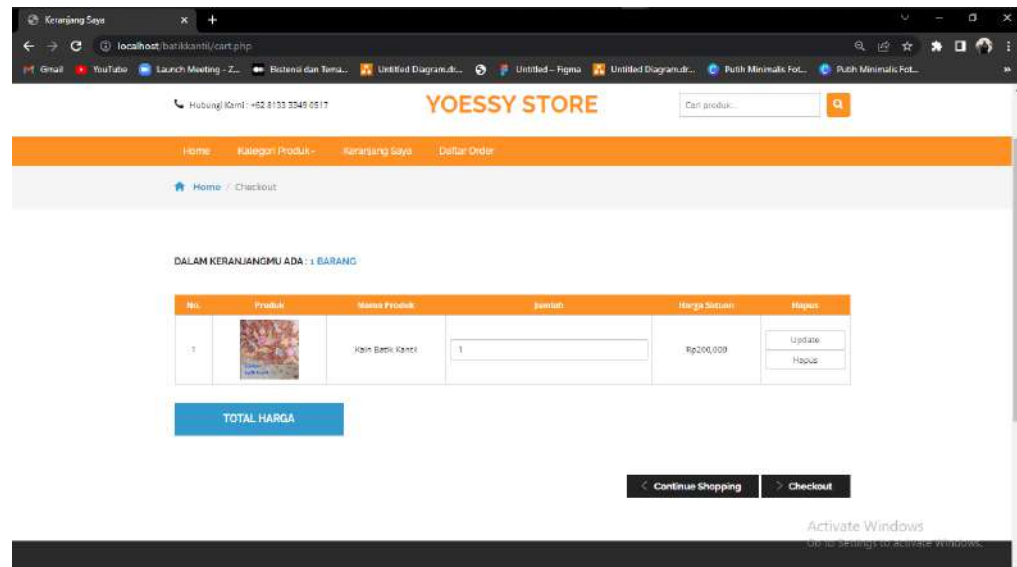 Keranjang Saya
localhost/batikkantil/cart.php
Gmail YouTube Launch Meeting - Z... Ekstensi dan Tema... Untitled Diagram.dr... Untitled – Figma Untitled Diagram.dr... Putih Minimalis Fot... Putih Minimalis Fot...
Hubungi Kami : +62 8133 3349 0517
YOESSY STORE
Cari produk...
Home Kategori Produk Keranjang Saya Daftar Order
Home / Checkout
DALAM KERANJANGMU ADA : 1 BARANG
No. Produk Nama Produk Jumlah Harga Satuan Hapus
1 Kain Batik Kantil 1 Rp200,000 Update
Hapus
TOTAL HARGA
Continue Shopping Checkout
Activate Windows
Go to Settings to activate Windows.